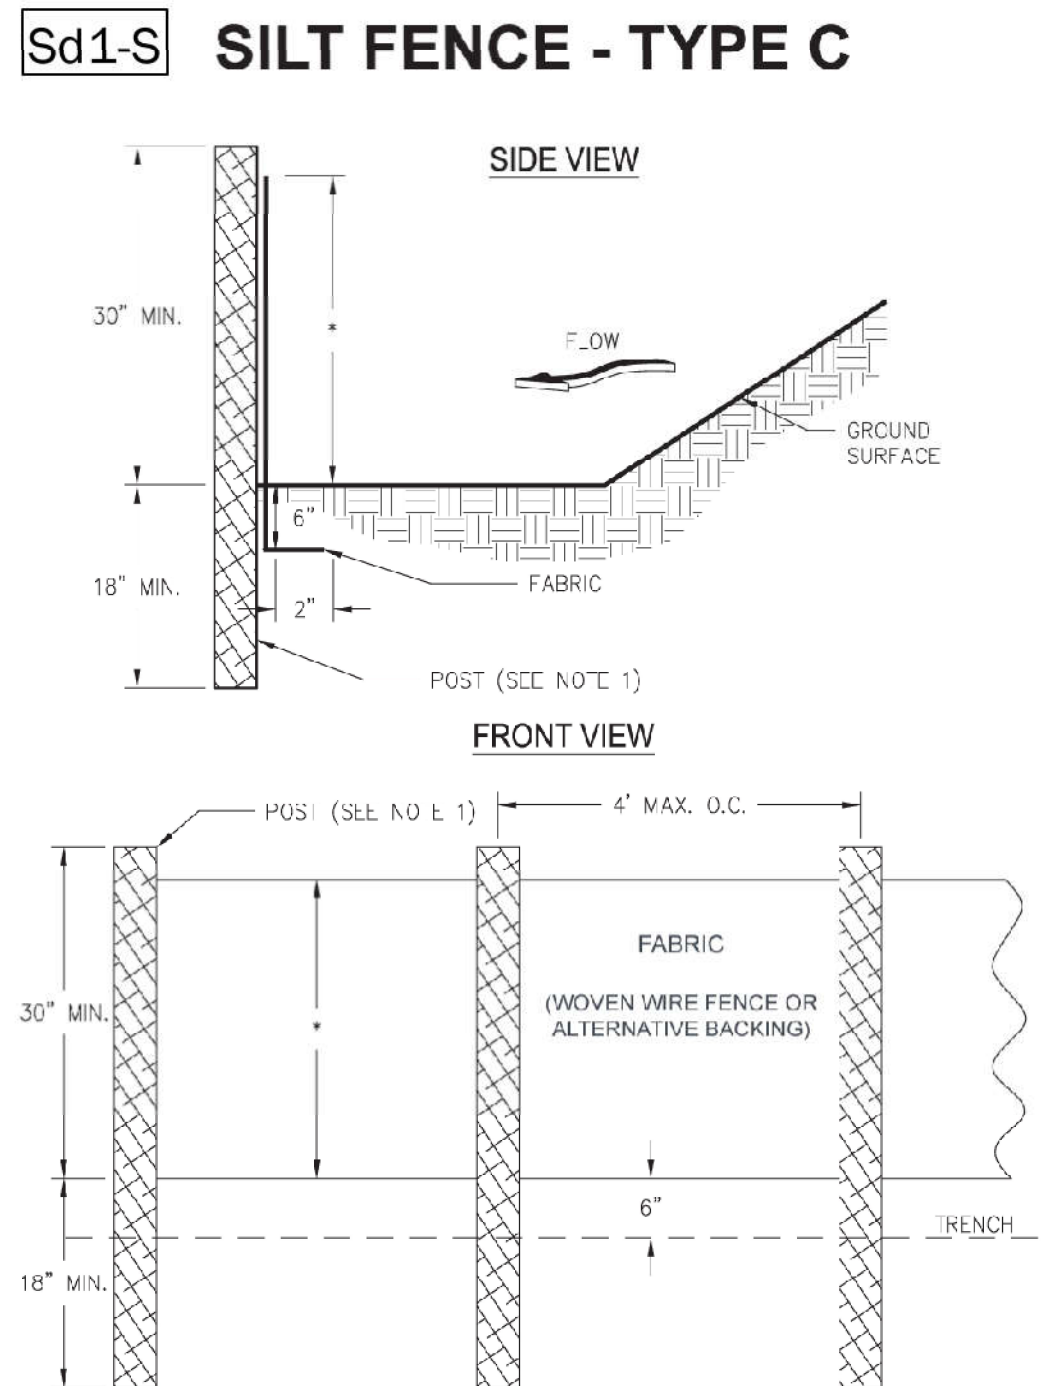 Sd1-S SILT FENCE - TYPE C
SIDE VIEW
30" MIN.
*
FLOW
GROUND
SURFACE
6"
18" MIN.
FABRIC
2"
POST (SEE NOTE 1)
FRONT VIEW
POST (SEE NOTE 1)
4' MAX. O.C.
FABRIC
(WOVEN WIRE FENCE OR
ALTERNATIVE BACKING)
30" MIN.
*
6"
TRENCH
18" MIN.